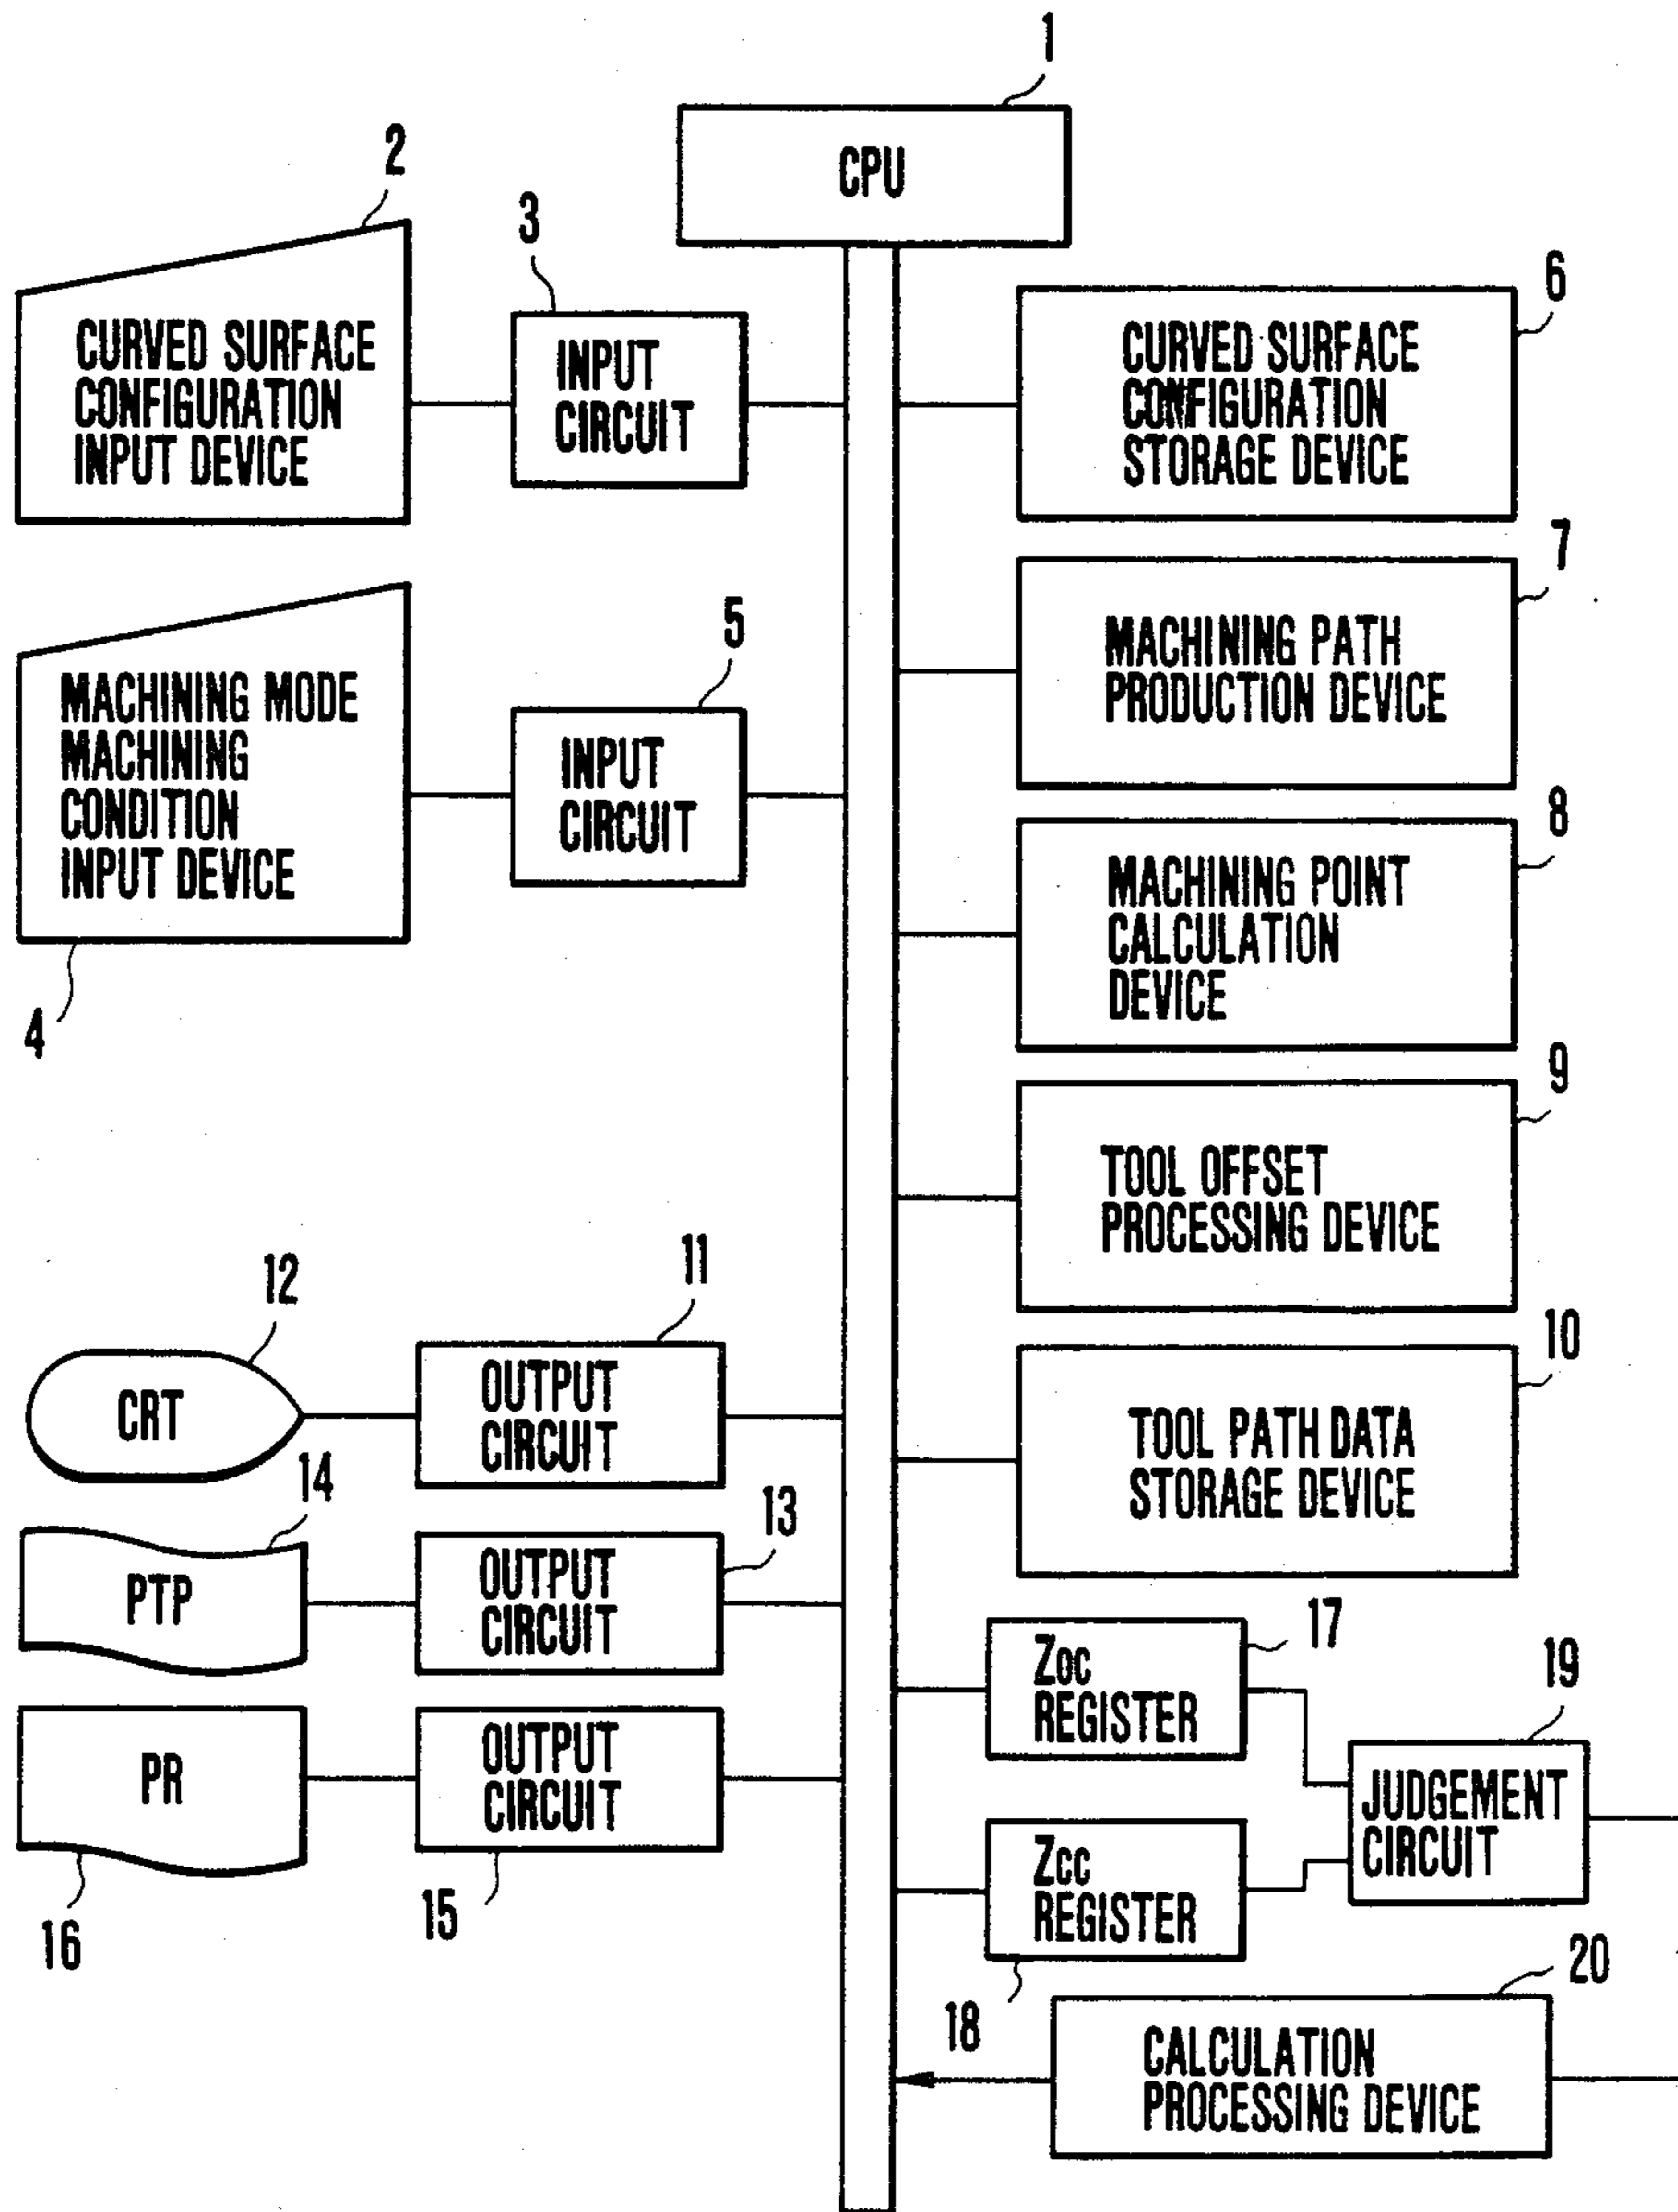 1
CPU
2
CURVED SURFACE
CONFIGURATION
INPUT DEVICE
3
INPUT
CIRCUIT
6
CURVED SURFACE
CONFIGURATION
STORAGE DEVICE
4
MACHINING MODE
MACHINING
CONDITION
INPUT DEVICE
5
INPUT
CIRCUIT
7
MACHINING PATH
PRODUCTION DEVICE
8
MACHINING POINT
CALCULATION
DEVICE
9
TOOL OFFSET
PROCESSING DEVICE
10
TOOL PATH DATA
STORAGE DEVICE
12
CRT
11
OUTPUT
CIRCUIT
14
PTP
13
OUTPUT
CIRCUIT
PR
16
OUTPUT
CIRCUIT
15
17
ZOC
REGISTER
ZCC
REGISTER
18
19
JUDGEMENT
CIRCUIT
20
CALCULATION
PROCESSING DEVICE